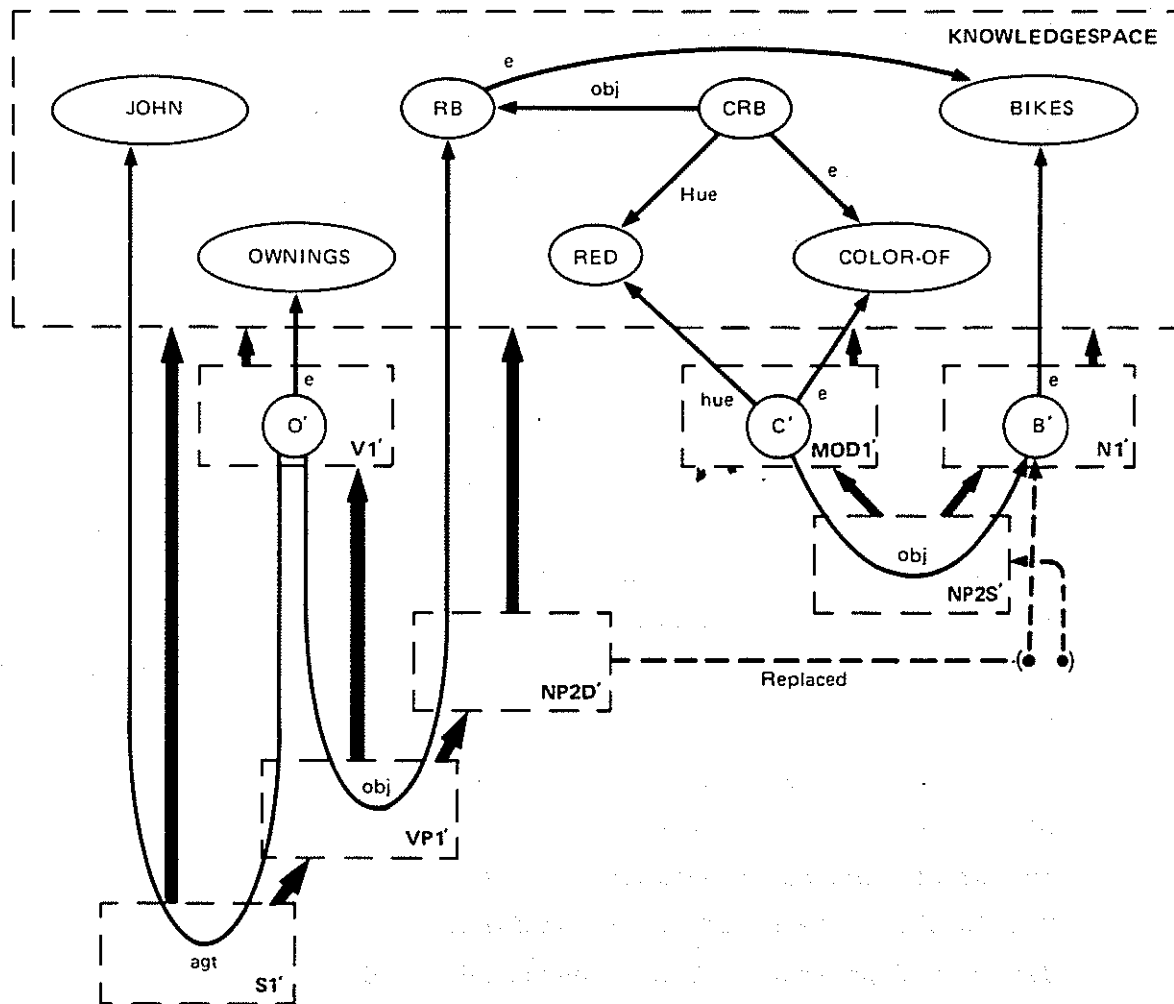 KNOWLEDGESPACE
e
JOHN
RB
obj
CRB
BIKES
Hue
e
OWNINGS
RED
COLOR-OF
e
hue
e
e
O'
C'
B'
V1'
MOD1'
N1'
obj
NP2S'
NP2D'
Replaced
obj
VP1'
agt
S1'